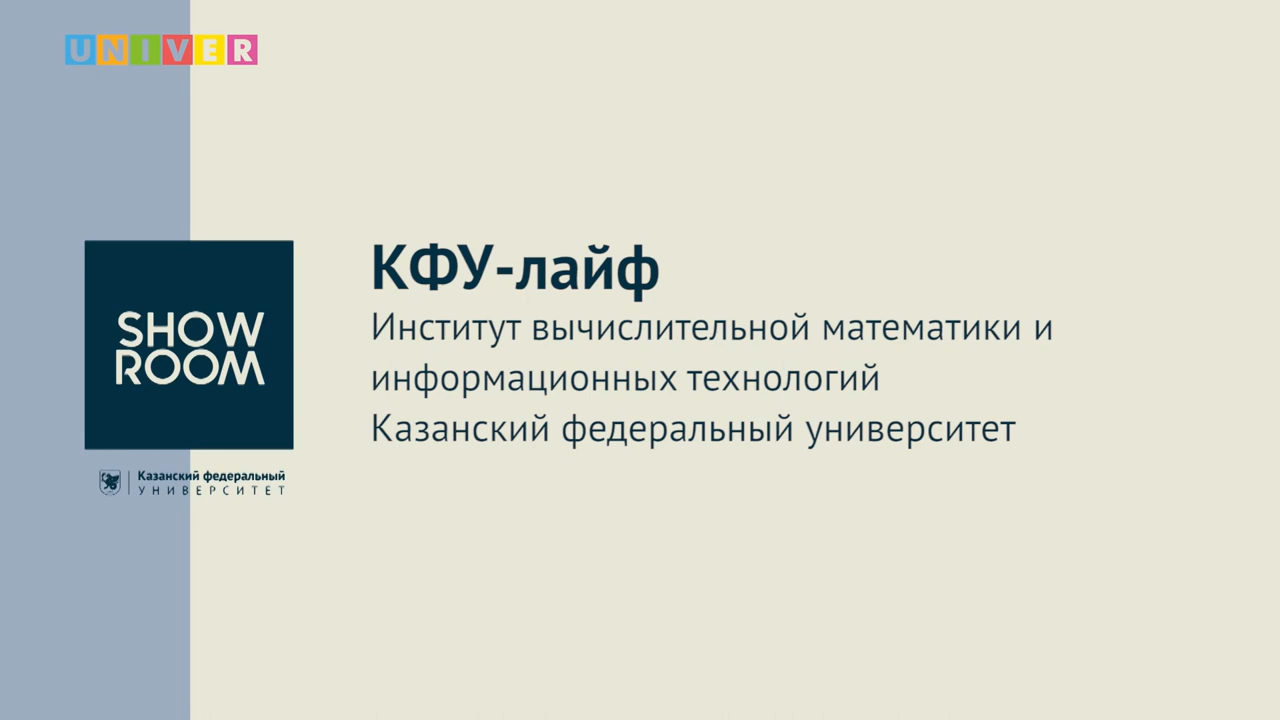 UNIVER
SHOW
ROOM
Казанский федеральный
УНИВЕРСИТЕТ
КФУ-лайф
Институт вычислительной математики и
информационных технологий
Казанский федеральный университет